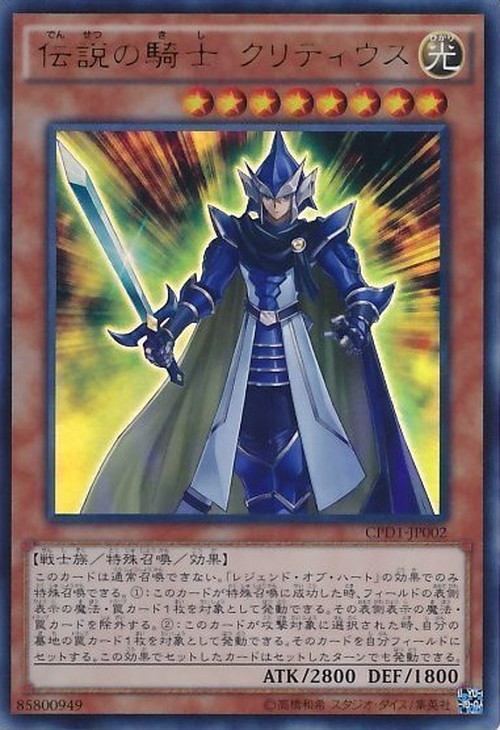 でん せつ き し ひかり
伝説の騎士 クリティウス 光
CPD1-JP002
【戦士族／特殊召喚／効果】
このカードは通常召喚できない。「レジェンド・オブ・ハート」の効果でのみ
特殊召喚できる。①：このカードが特殊召喚に成功した時、フィールドの表側
表示の魔法・罠カード１枚を対象として発動できる。その表側表示の魔法・
罠カードを除外する。②：このカードが攻撃対象に選択された時、自分の
墓地の罠カード１枚を対象として発動できる。そのカードを自分フィールドに
セットする。この効果でセットしたカードはセットしたターンでも発動できる。
ATK/2800 DEF/1800
85800949 ©高橋和希 スタジオ・ダイス/集英社